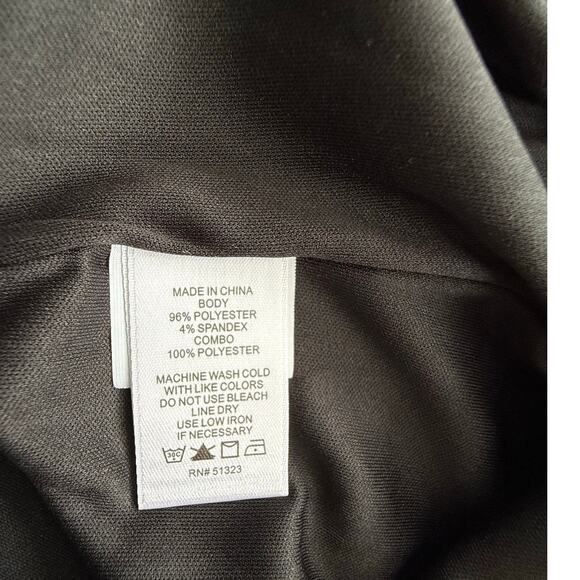 MADE IN CHINA
BODY
96% POLYESTER
4% SPANDEX
COMBO
100% POLYESTER
MACHINE WASH COLD
WITH LIKE COLORS
DO NOT USE BLEACH
LINE DRY
USE LOW IRON
IF NECESSARY
30C
RN# 51323